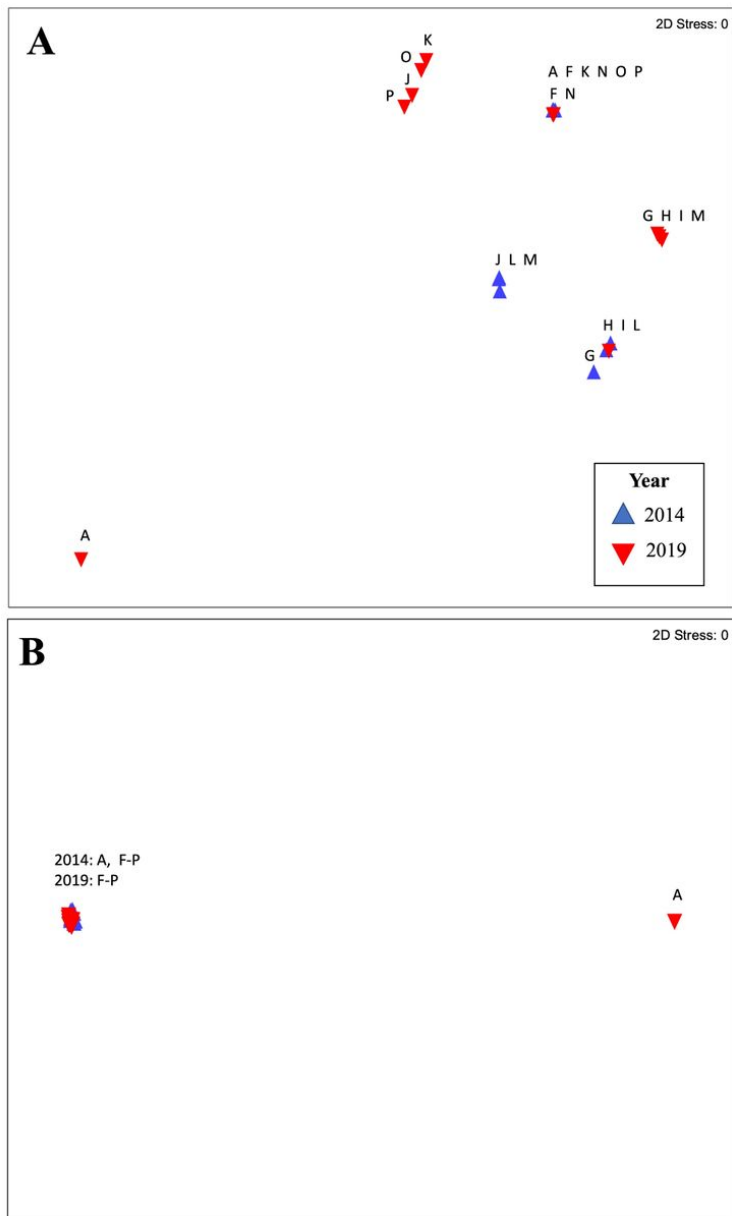 A
2D Stress: 0
K
O
J
P
A F K N O P
F N
G H I M
J L M
H I L
G
Year
2014
2019
A
B
2D Stress: 0
2014: A, F-P
2019: F-P
A